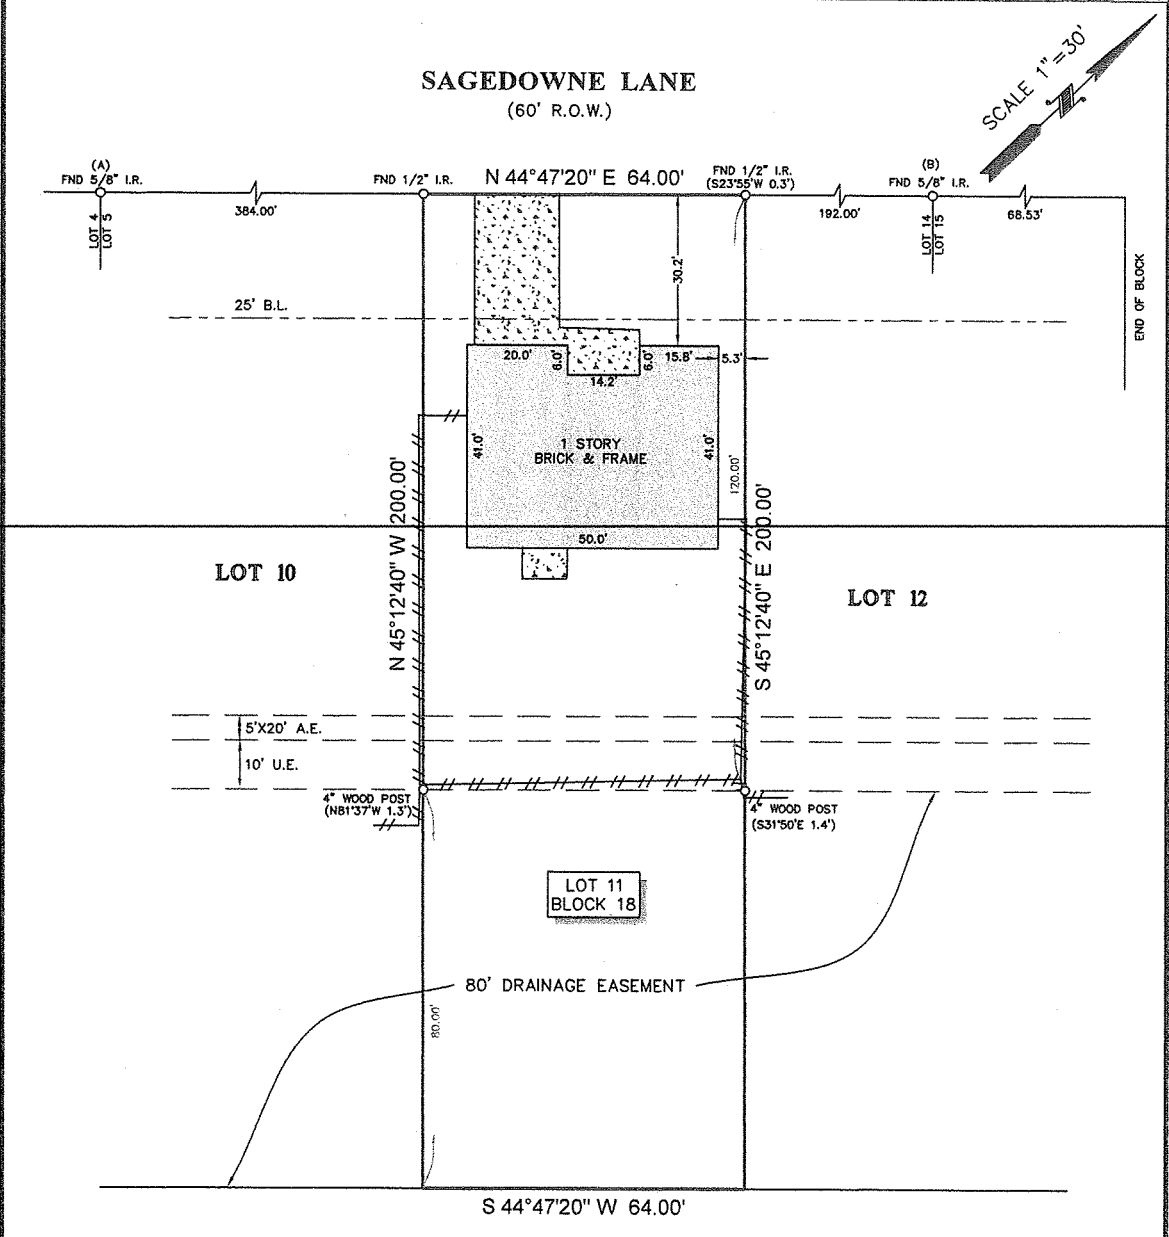 SCALE 1"=30'
SAGEDOWNE LANE
(60' R.O.W.)
(A)
FND 5/8" I.R.
FND 1/2" I.R.
N 44°47'20" E 64.00'
FND 1/2" I.R.
(S23°55'W 0.3')
(B)
FND 5/8" I.R.
384.00'
192.00'
68.53'
LOT 4
LOT 5
LOT 14
LOT 15
END OF BLOCK
30.2'
25' B.L.
20.0'
6.0'
14.2'
6.0'
15.8'
5.3'
41.0'
1 STORY
BRICK & FRAME
41.0'
120.00'
50.0'
N 45°12'40" W 200.00'
S 45°12'40" E 200.00'
LOT 10
LOT 12
5'X20' A.E.
10' U.E.
4" WOOD POST
(N81°37'W 1.3')
4" WOOD POST
(S31°50'E 1.4')
LOT 11
BLOCK 18
80' DRAINAGE EASEMENT
80.00'
S 44°47'20" W 64.00'